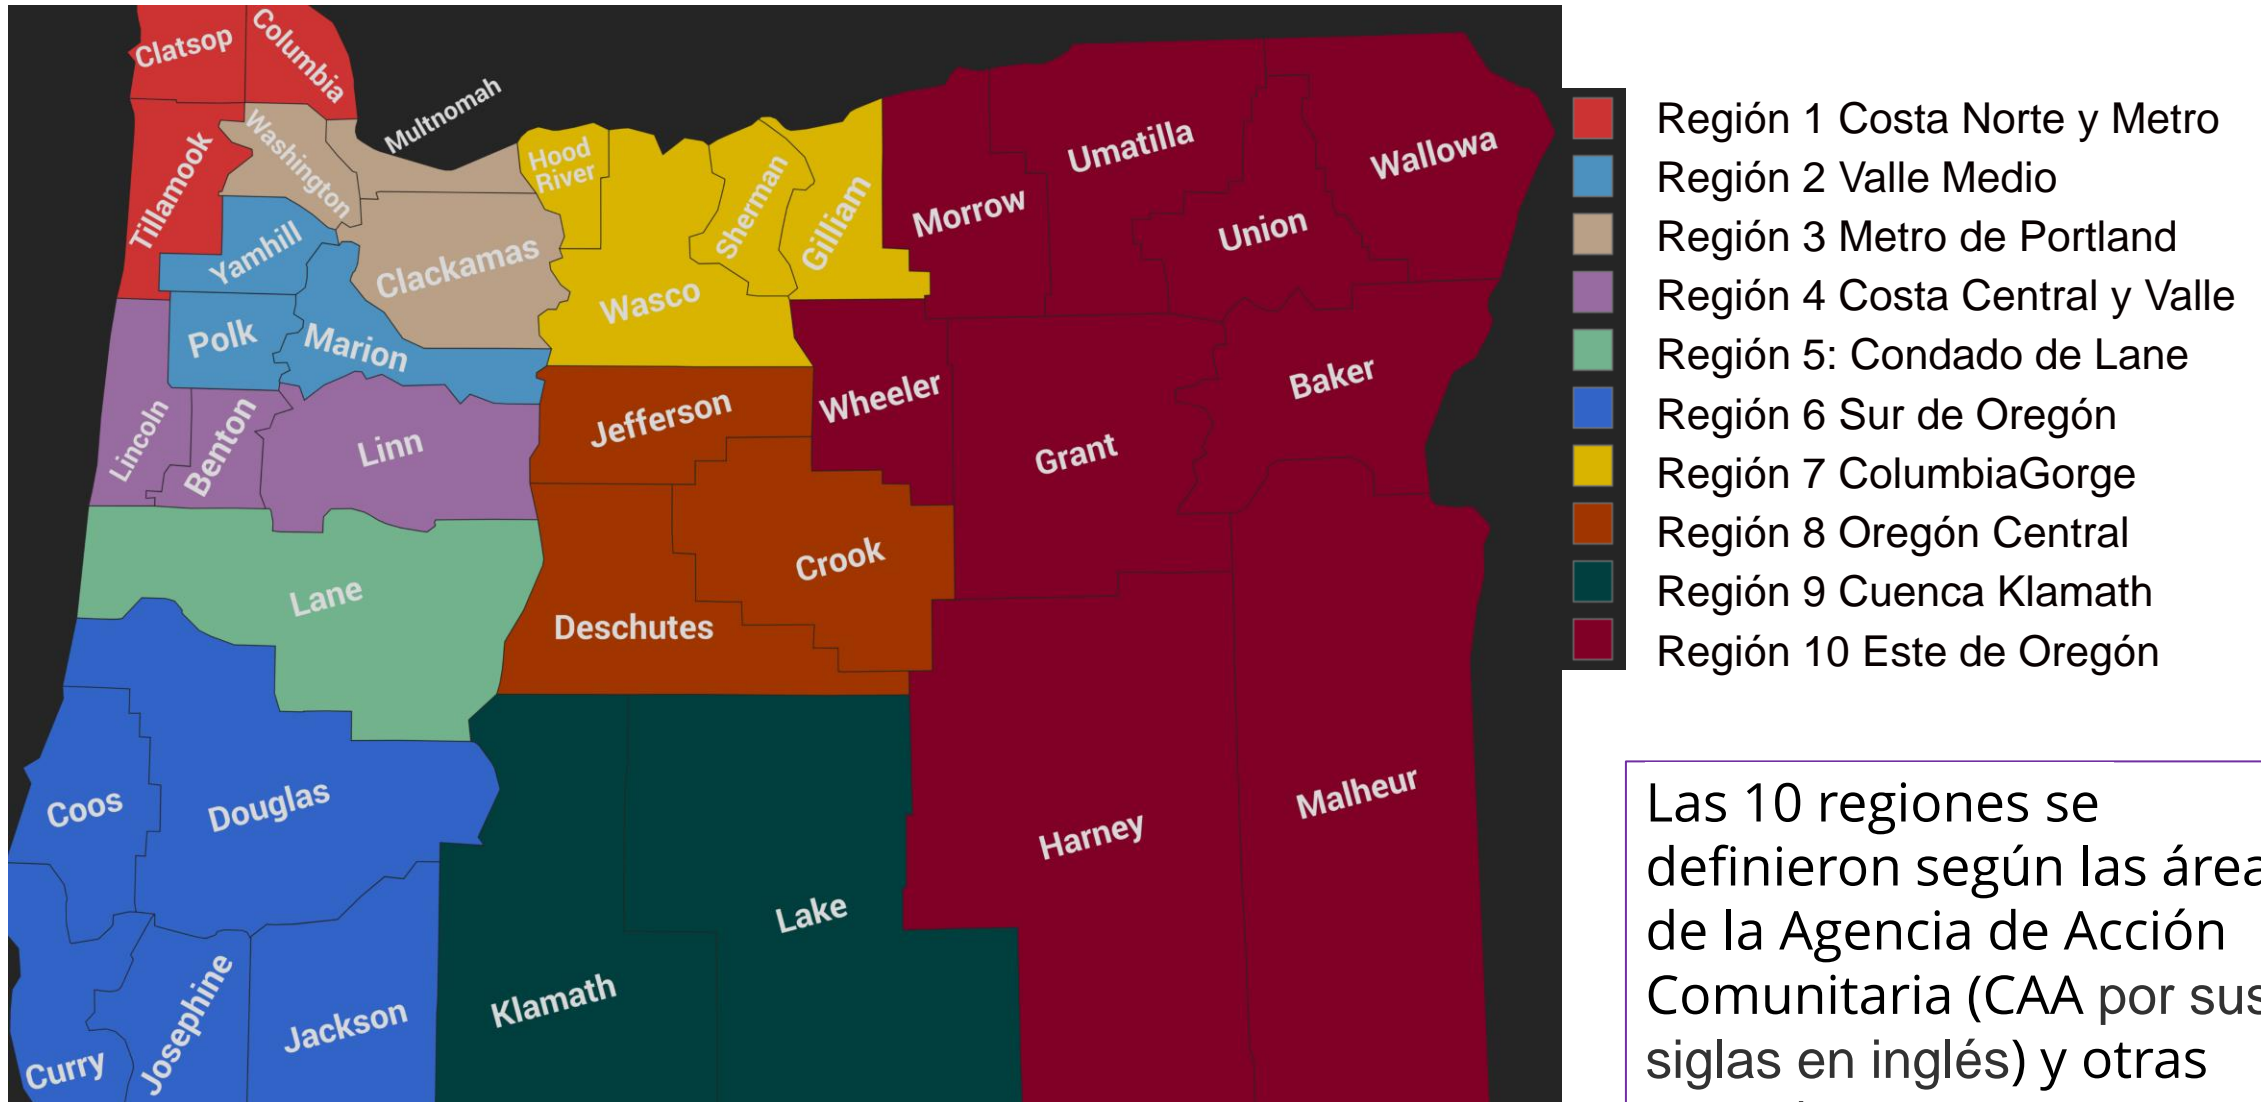 Clatsop
Columbia
Multnomah
Tillamook
Washington
Hood
River
Sherman
Gilliam
Morrow
Umatilla
Union
Wallowa
Yamhill
Clackamas
Wasco
Polk
Marion
Wheeler
Baker
Lincoln
Benton
Linn
Jefferson
Grant
Crook
Lane
Deschutes
Coos
Douglas
Harney
Malheur
Lake
Klamath
Curry
Josephine
Jackson
Región 1 Costa Norte y Metro
Región 2 Valle Medio
Región 3 Metro de Portland
Región 4 Costa Central y Valle
Región 5: Condado de Lane
Región 6 Sur de Oregón
Región 7 ColumbiaGorge
Región 8 Oregón Central
Región 9 Cuenca Klamath
Región 10 Este de Oregón
Las 10 regiones se
definieron según las área
de la Agencia de Acción
Comunitaria (CAA por sus
siglas en inglés) y otras